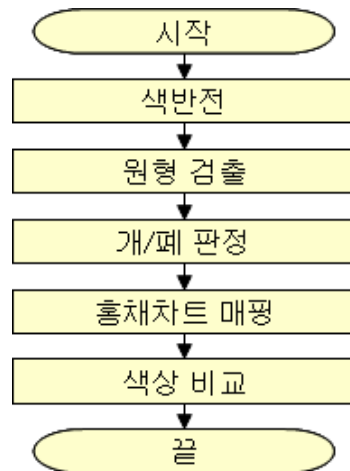 시작
색반전
원형 검출
개/폐 판정
홍채차트 매핑
색상 비교
끝